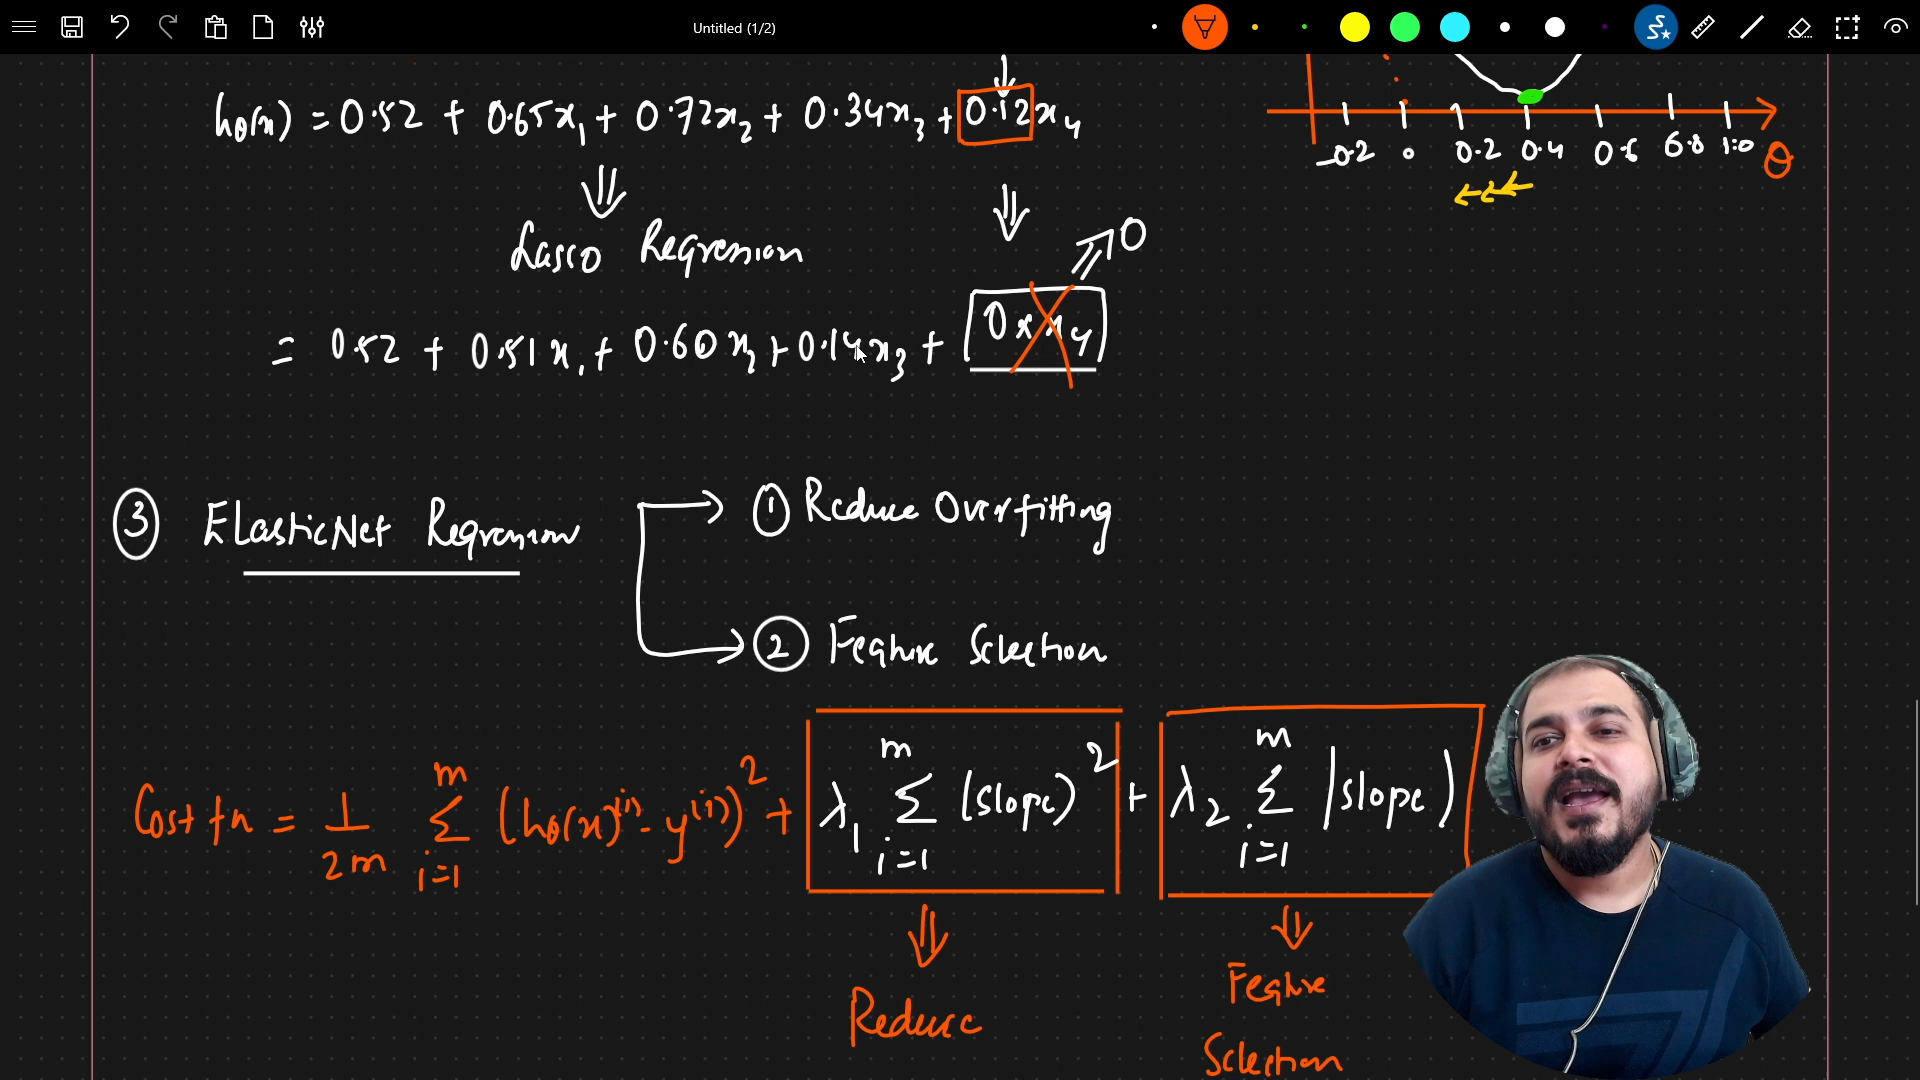 Untitled (1/2)
hθ(x) = 0.52 + 0.65x₁ + 0.72x₂ + 0.34x₃ + 0.12x₄
-0.2 0 0.2 0.4 0.6 0.8 1.0 θ
Lasso Regression
0
= 0.52 + 0.51x₁ + 0.60x₂ + 0.14x₃ + 0 x x₄
③ ElasticNet Regression
① Reduce Overfitting
② Feature Selection
Cost fn = 1/2m Σ i=1 m (hθ(x)⁽ⁱ⁾ - y⁽ⁱ⁾)² + λ₁ Σ i=1 m (slope)² + λ₂ Σ i=1 m |slope|
Reduce
Feature
Selection